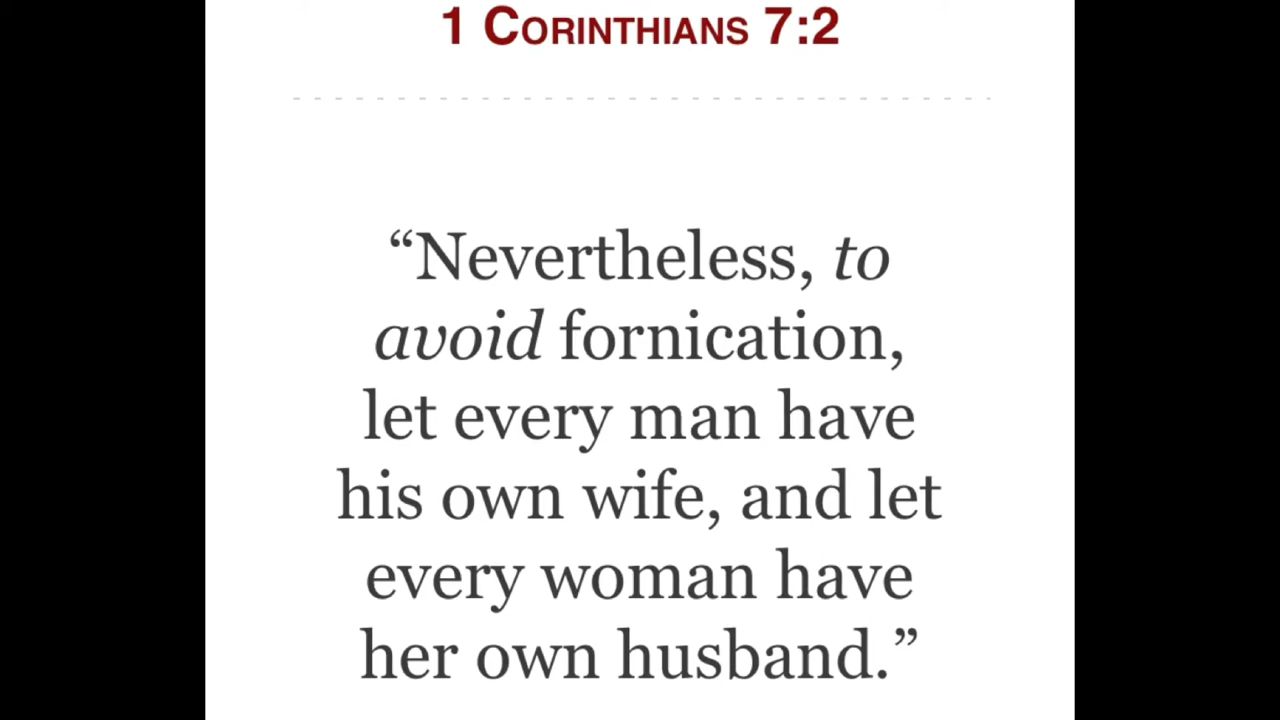 1 Corinthians 7:2
“Nevertheless, to
avoid fornication,
let every man have
his own wife, and let
every woman have
her own husband.”